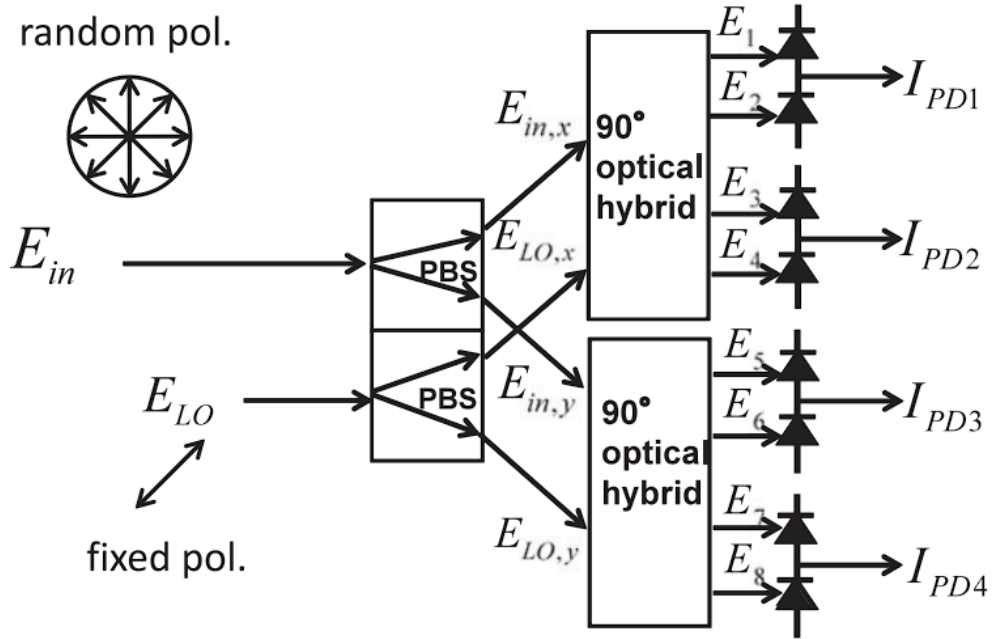 random pol.
E_in
E_LO
fixed pol.
PBS
PBS
E_in,x
E_LO,x
E_in,y
E_LO,y
90°
optical
hybrid
90°
optical
hybrid
E_1
E_2
E_3
E_4
E_5
E_6
E_7
E_8
I_PD1
I_PD2
I_PD3
I_PD4